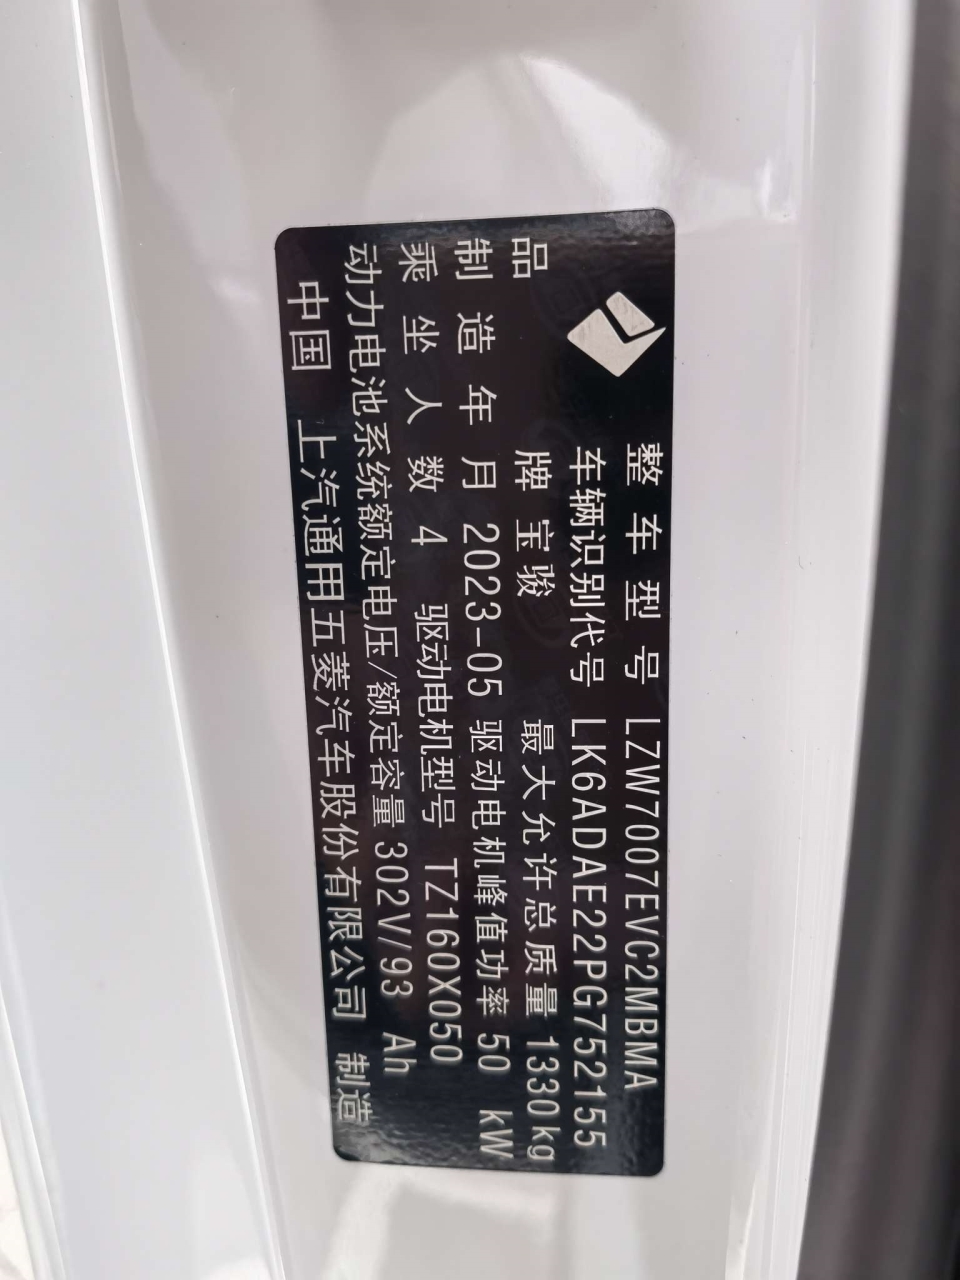 整车型号 LZW7007EVC2MBMA
车辆识别代号 LK6ADAE22PG752155
品牌 宝骏 最大允许总质量 1330kg
制造年月 2023-05 驱动电机峰值功率 50 kW
乘坐人数 4 驱动电机型号 TZ160X050
动力电池系统额定电压/额定容量 302V/93 Ah
中国 上汽通用五菱汽车股份有限公司 制造